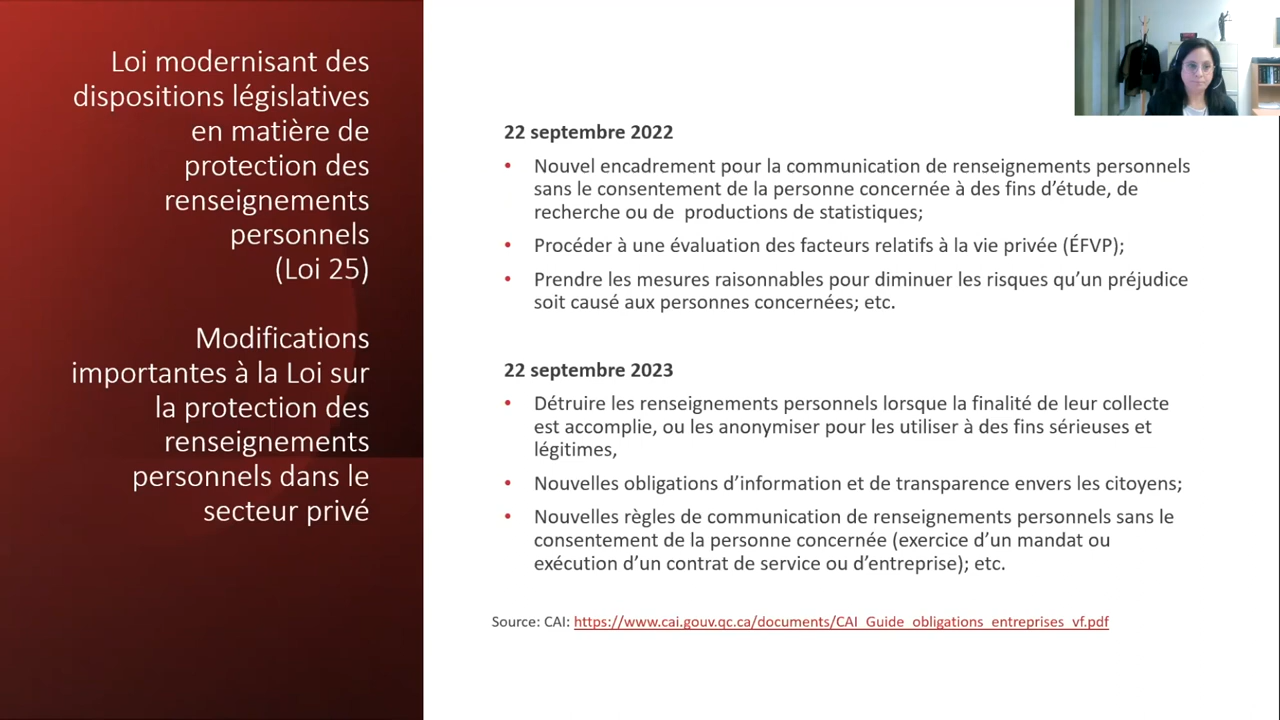 Loi modernisant des
dispositions législatives
en matière de
protection des
renseignements
personnels
(Loi 25)
Modifications
importantes à la Loi sur
la protection des
renseignements
personnels dans le
secteur privé
22 septembre 2022
• Nouvel encadrement pour la communication de renseignements personnels
sans le consentement de la personne concernée à des fins d’étude, de
recherche ou de productions de statistiques;
• Procéder à une évaluation des facteurs relatifs à la vie privée (ÉFVP);
• Prendre les mesures raisonnables pour diminuer les risques qu’un préjudice
soit causé aux personnes concernées; etc.
22 septembre 2023
• Détruire les renseignements personnels lorsque la finalité de leur collecte
est accomplie, ou les anonymiser pour les utiliser à des fins sérieuses et
légitimes,
• Nouvelles obligations d’information et de transparence envers les citoyens;
• Nouvelles règles de communication de renseignements personnels sans le
consentement de la personne concernée (exercice d’un mandat ou
exécution d’un contrat de service ou d’entreprise); etc.
Source: CAI: https://www.cai.gouv.qc.ca/documents/CAI_Guide_obligations_entreprises_vf.pdf